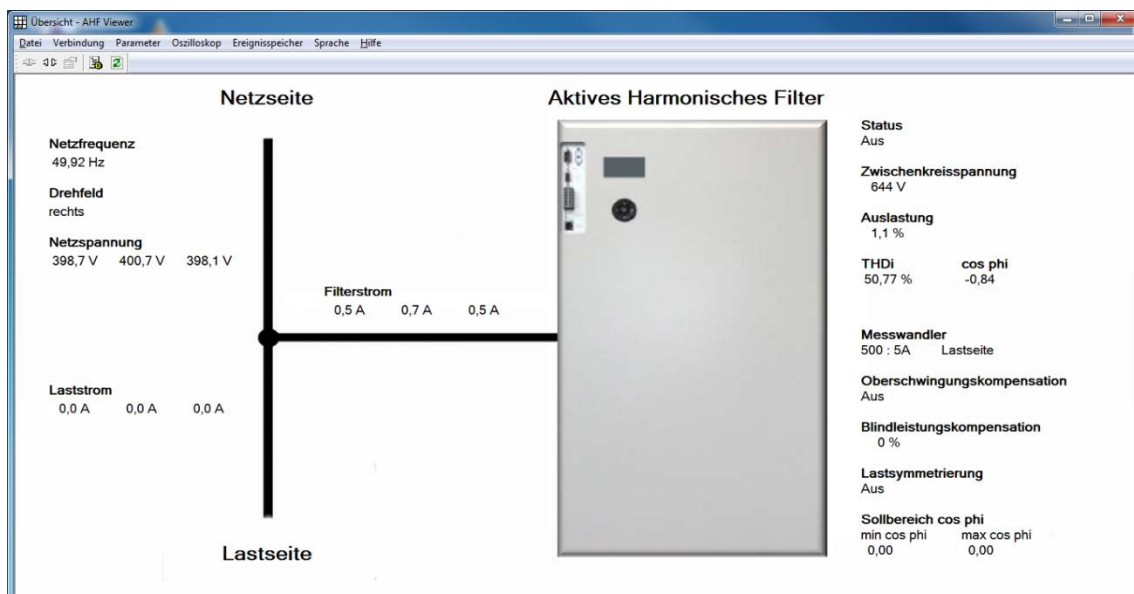 Übersicht - AHF Viewer
Datei Verbindung Parameter Oszilloskop Ereignisspeicher Sprache Hilfe
Netzseite
Netzfrequenz
49,92 Hz
Drehfeld
rechts
Netzspannung
398,7 V 400,7 V 398,1 V
Filterstrom
0,5 A 0,7 A 0,5 A
Laststrom
0,0 A 0,0 A 0,0 A
Lastseite
Aktives Harmonisches Filter
Status
Aus
Zwischenkreisspannung
644 V
Auslastung
1,1 %
THDi cos phi
50,77 % -0,84
Messwandler
500 : 5A Lastseite
Oberschwingungskompensation
Aus
Blindleistungskompensation
0 %
Lastsymmetrierung
Aus
Sollbereich cos phi
min cos phi max cos phi
0,00 0,00